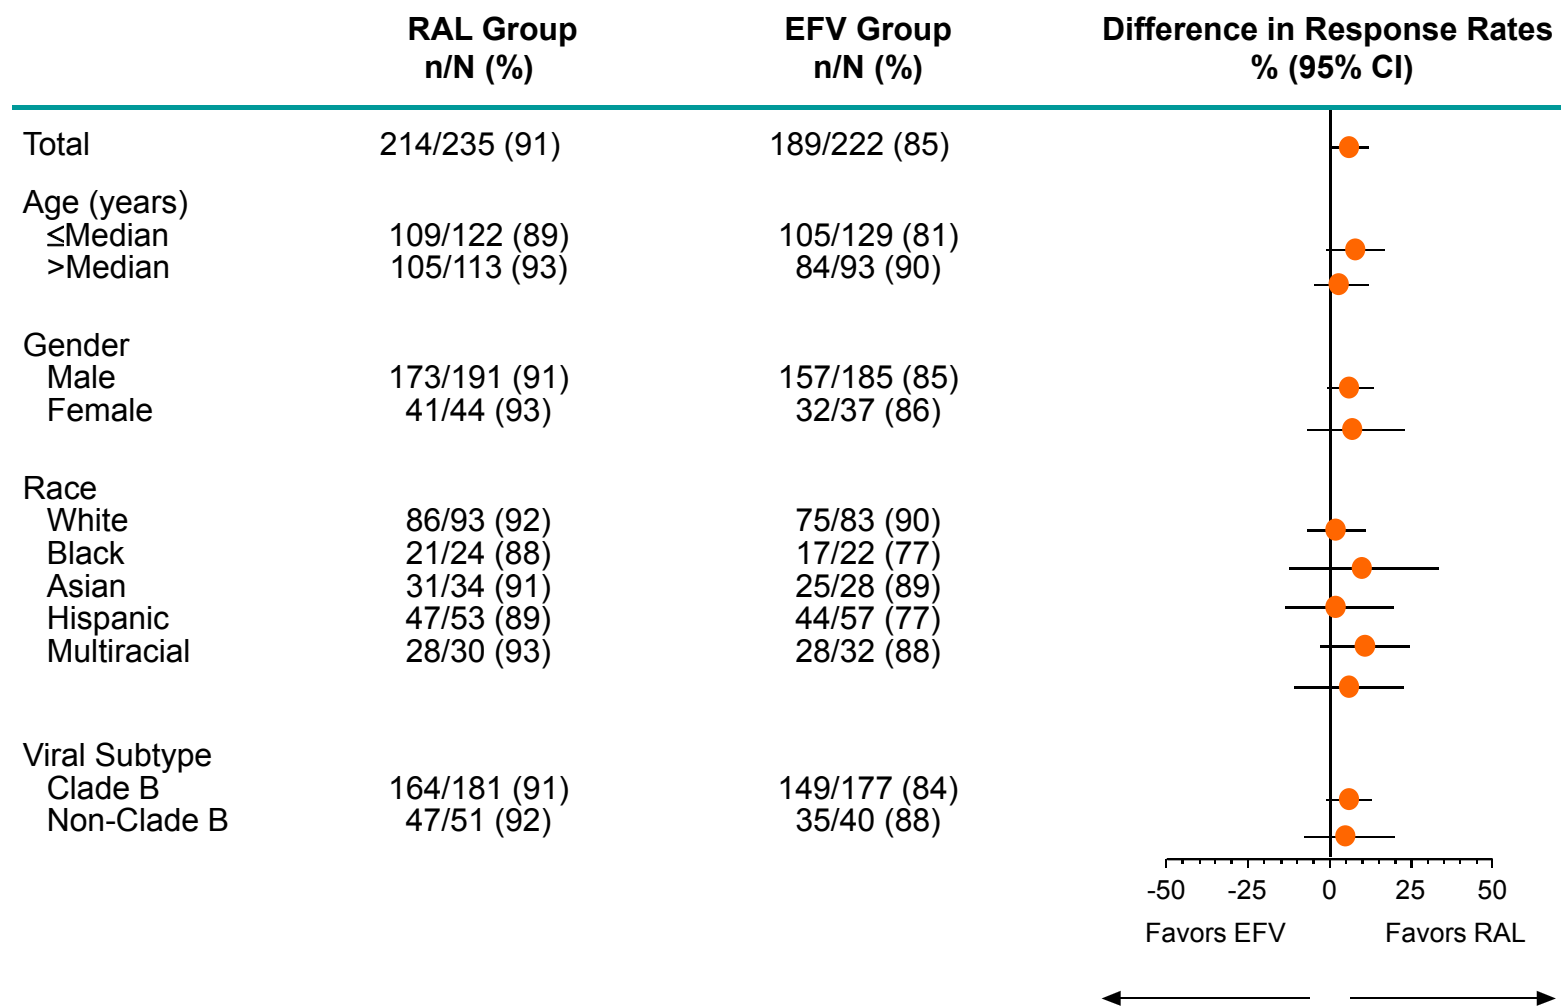 RAL Group EFV Group Difference in Response Rates
n/N (%) n/N (%) % (95% CI)
Total 214/235 (91) 189/222 (85)
Age (years)
≤Median 109/122 (89) 105/129 (81)
>Median 105/113 (93) 84/93 (90)
Gender
Male 173/191 (91) 157/185 (85)
Female 41/44 (93) 32/37 (86)
Race
White 86/93 (92) 75/83 (90)
Black 21/24 (88) 17/22 (77)
Asian 31/34 (91) 25/28 (89)
Hispanic 47/53 (89) 44/57 (77)
Multiracial 28/30 (93) 28/32 (88)
Viral Subtype
Clade B 164/181 (91) 149/177 (84)
Non-Clade B 47/51 (92) 35/40 (88)
-50 -25 0 25 50
Favors EFV Favors RAL